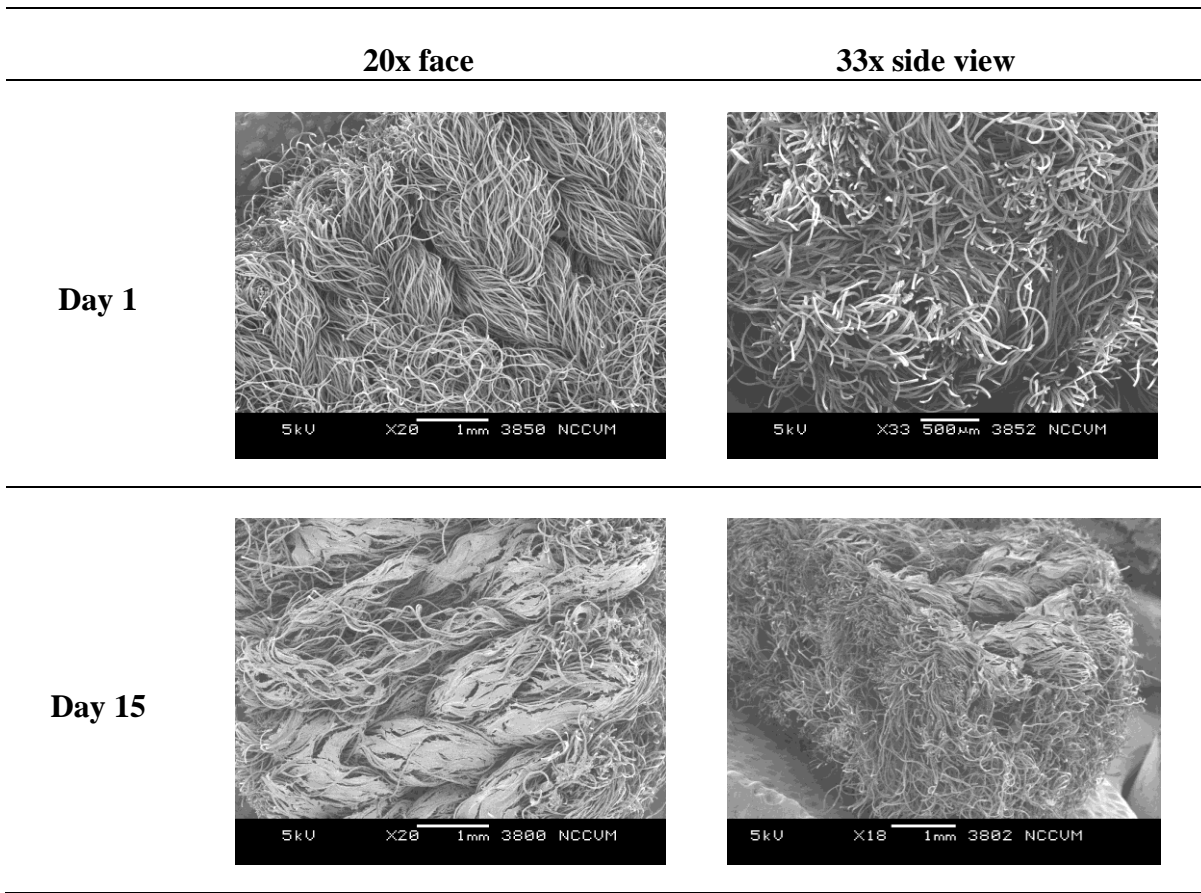 20x face 33x side view
Day 1
5kV X20 1mm 3850 NCCVM
5kV X33 500µm 3852 NCCVM
Day 15
5kV X20 1mm 3800 NCCVM
5kV X18 1mm 3802 NCCVM